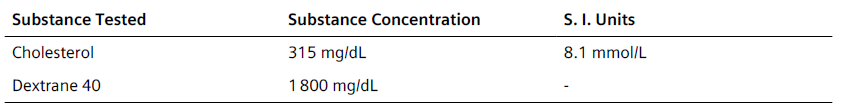 Substance Tested Substance Concentration S. I. Units
Cholesterol 315 mg/dL 8.1 mmol/L
Dextrane 40 1 800 mg/dL -